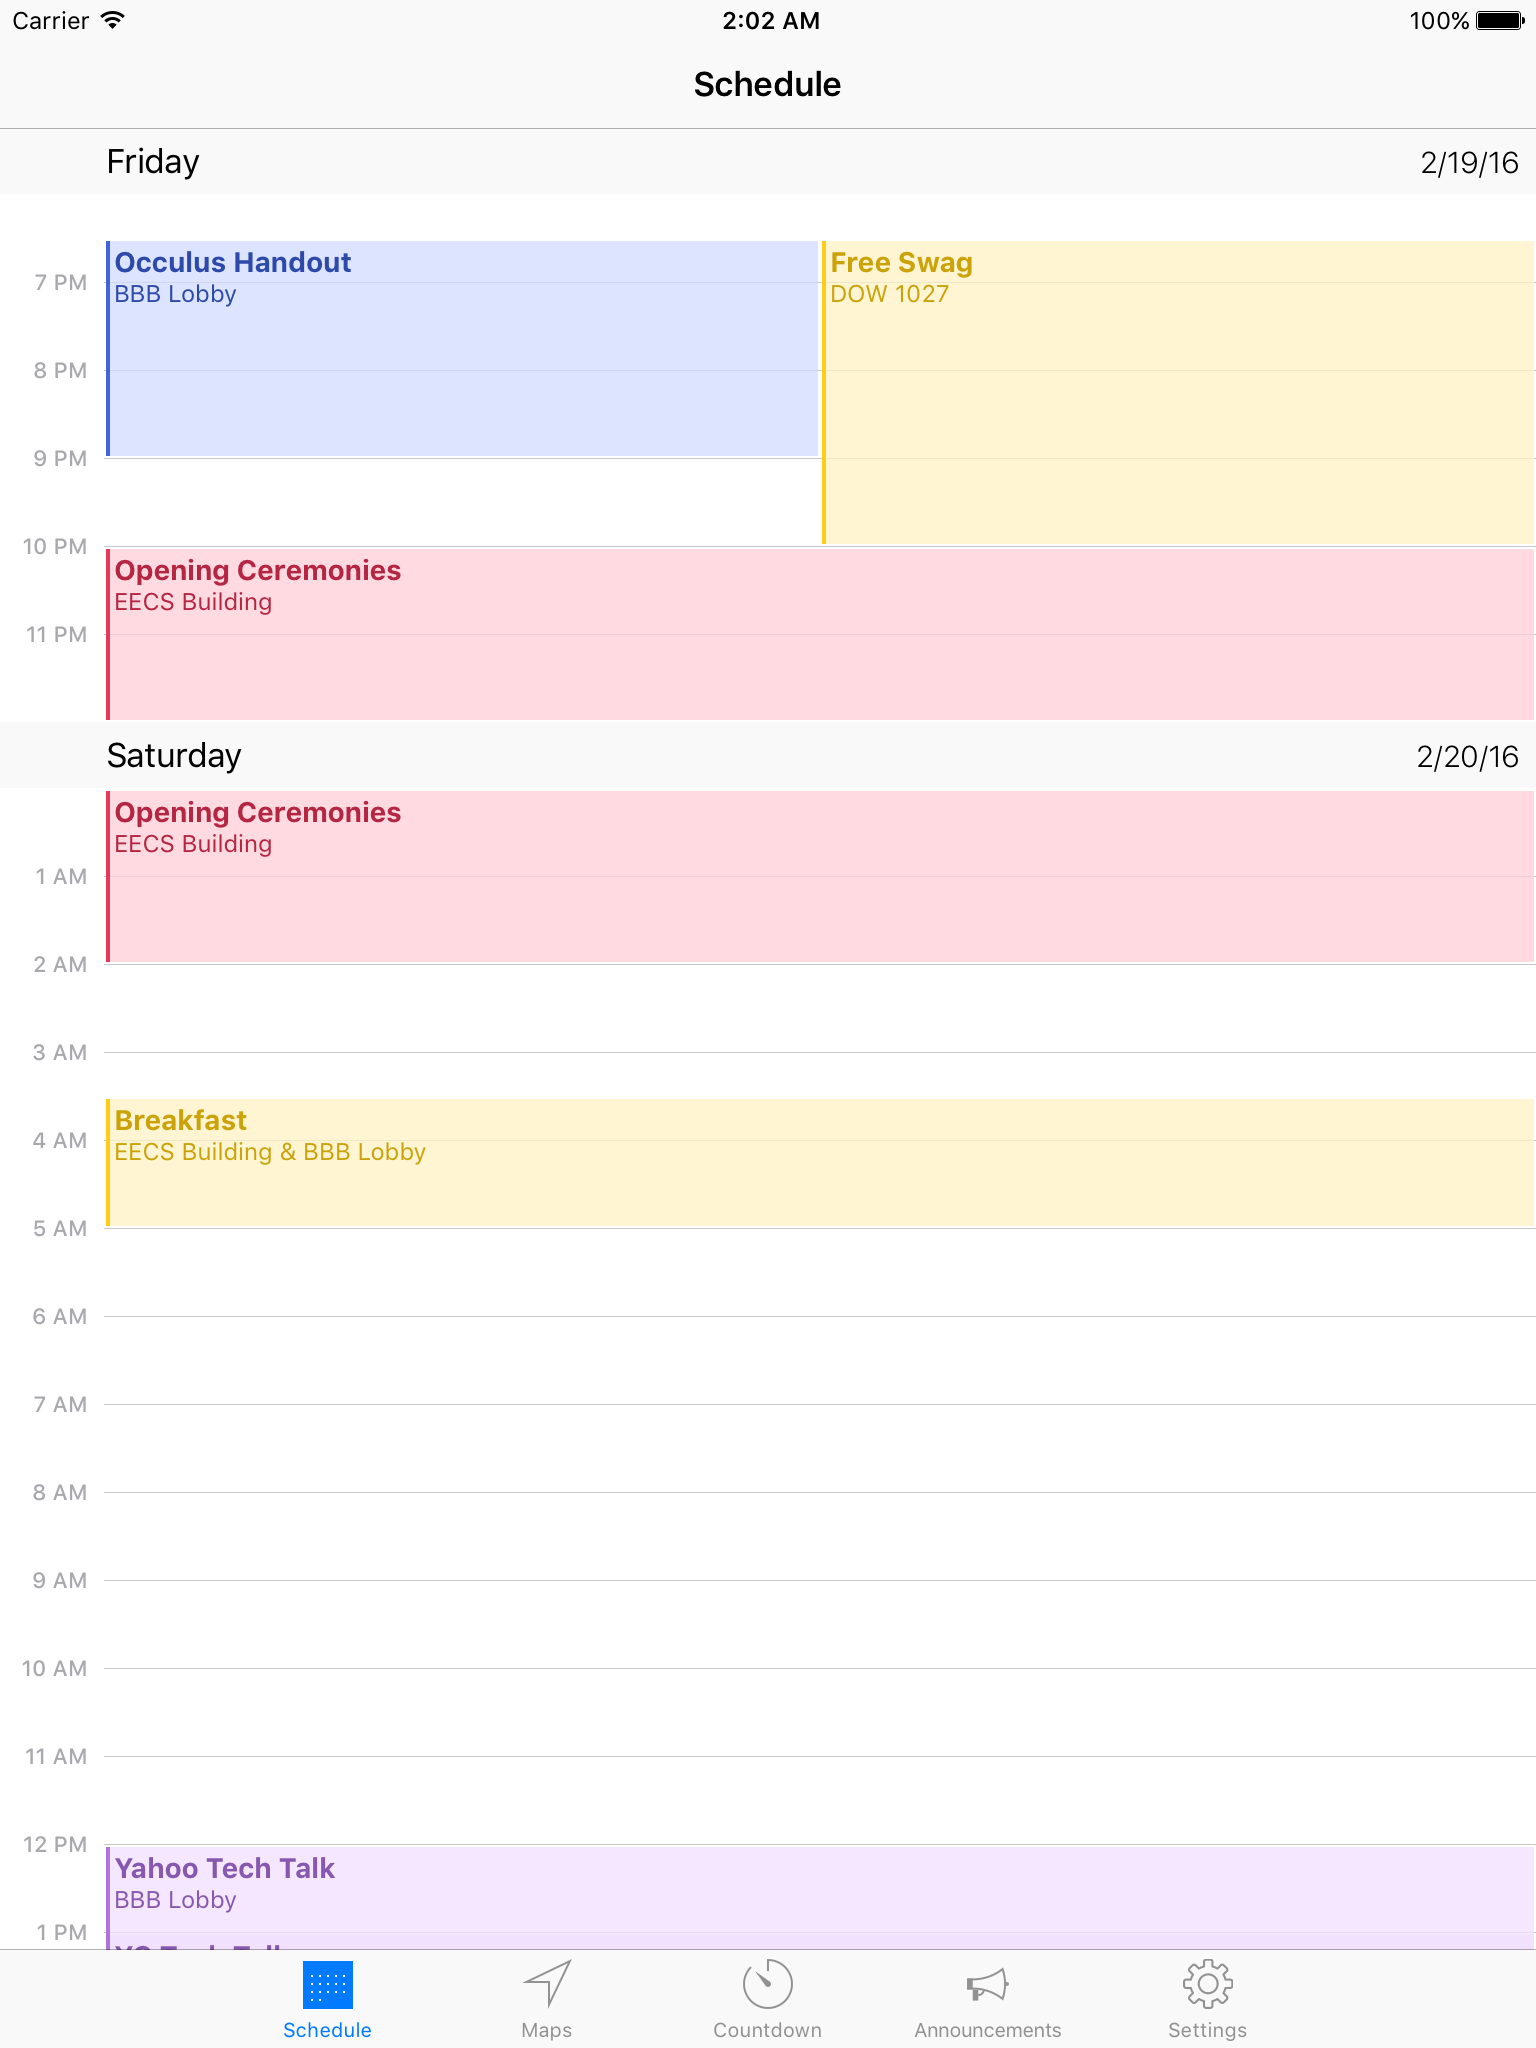 Carrier 2:02 AM 100%
Schedule
Friday 2/19/16
Occulus Handout Free Swag
7 PM
BBB Lobby DOW 1027
8 PM
9 PM
10 PM
Opening Ceremonies
EECS Building
11 PM
Saturday 2/20/16
Opening Ceremonies
EECS Building
1 AM
2 AM
3 AM
Breakfast
4 AM
EECS Building & BBB Lobby
5 AM
6 AM
7 AM
8 AM
9 AM
10 AM
11 AM
12 PM
Yahoo Tech Talk
BBB Lobby
1 PM
Schedule Maps Countdown Announcements Settings